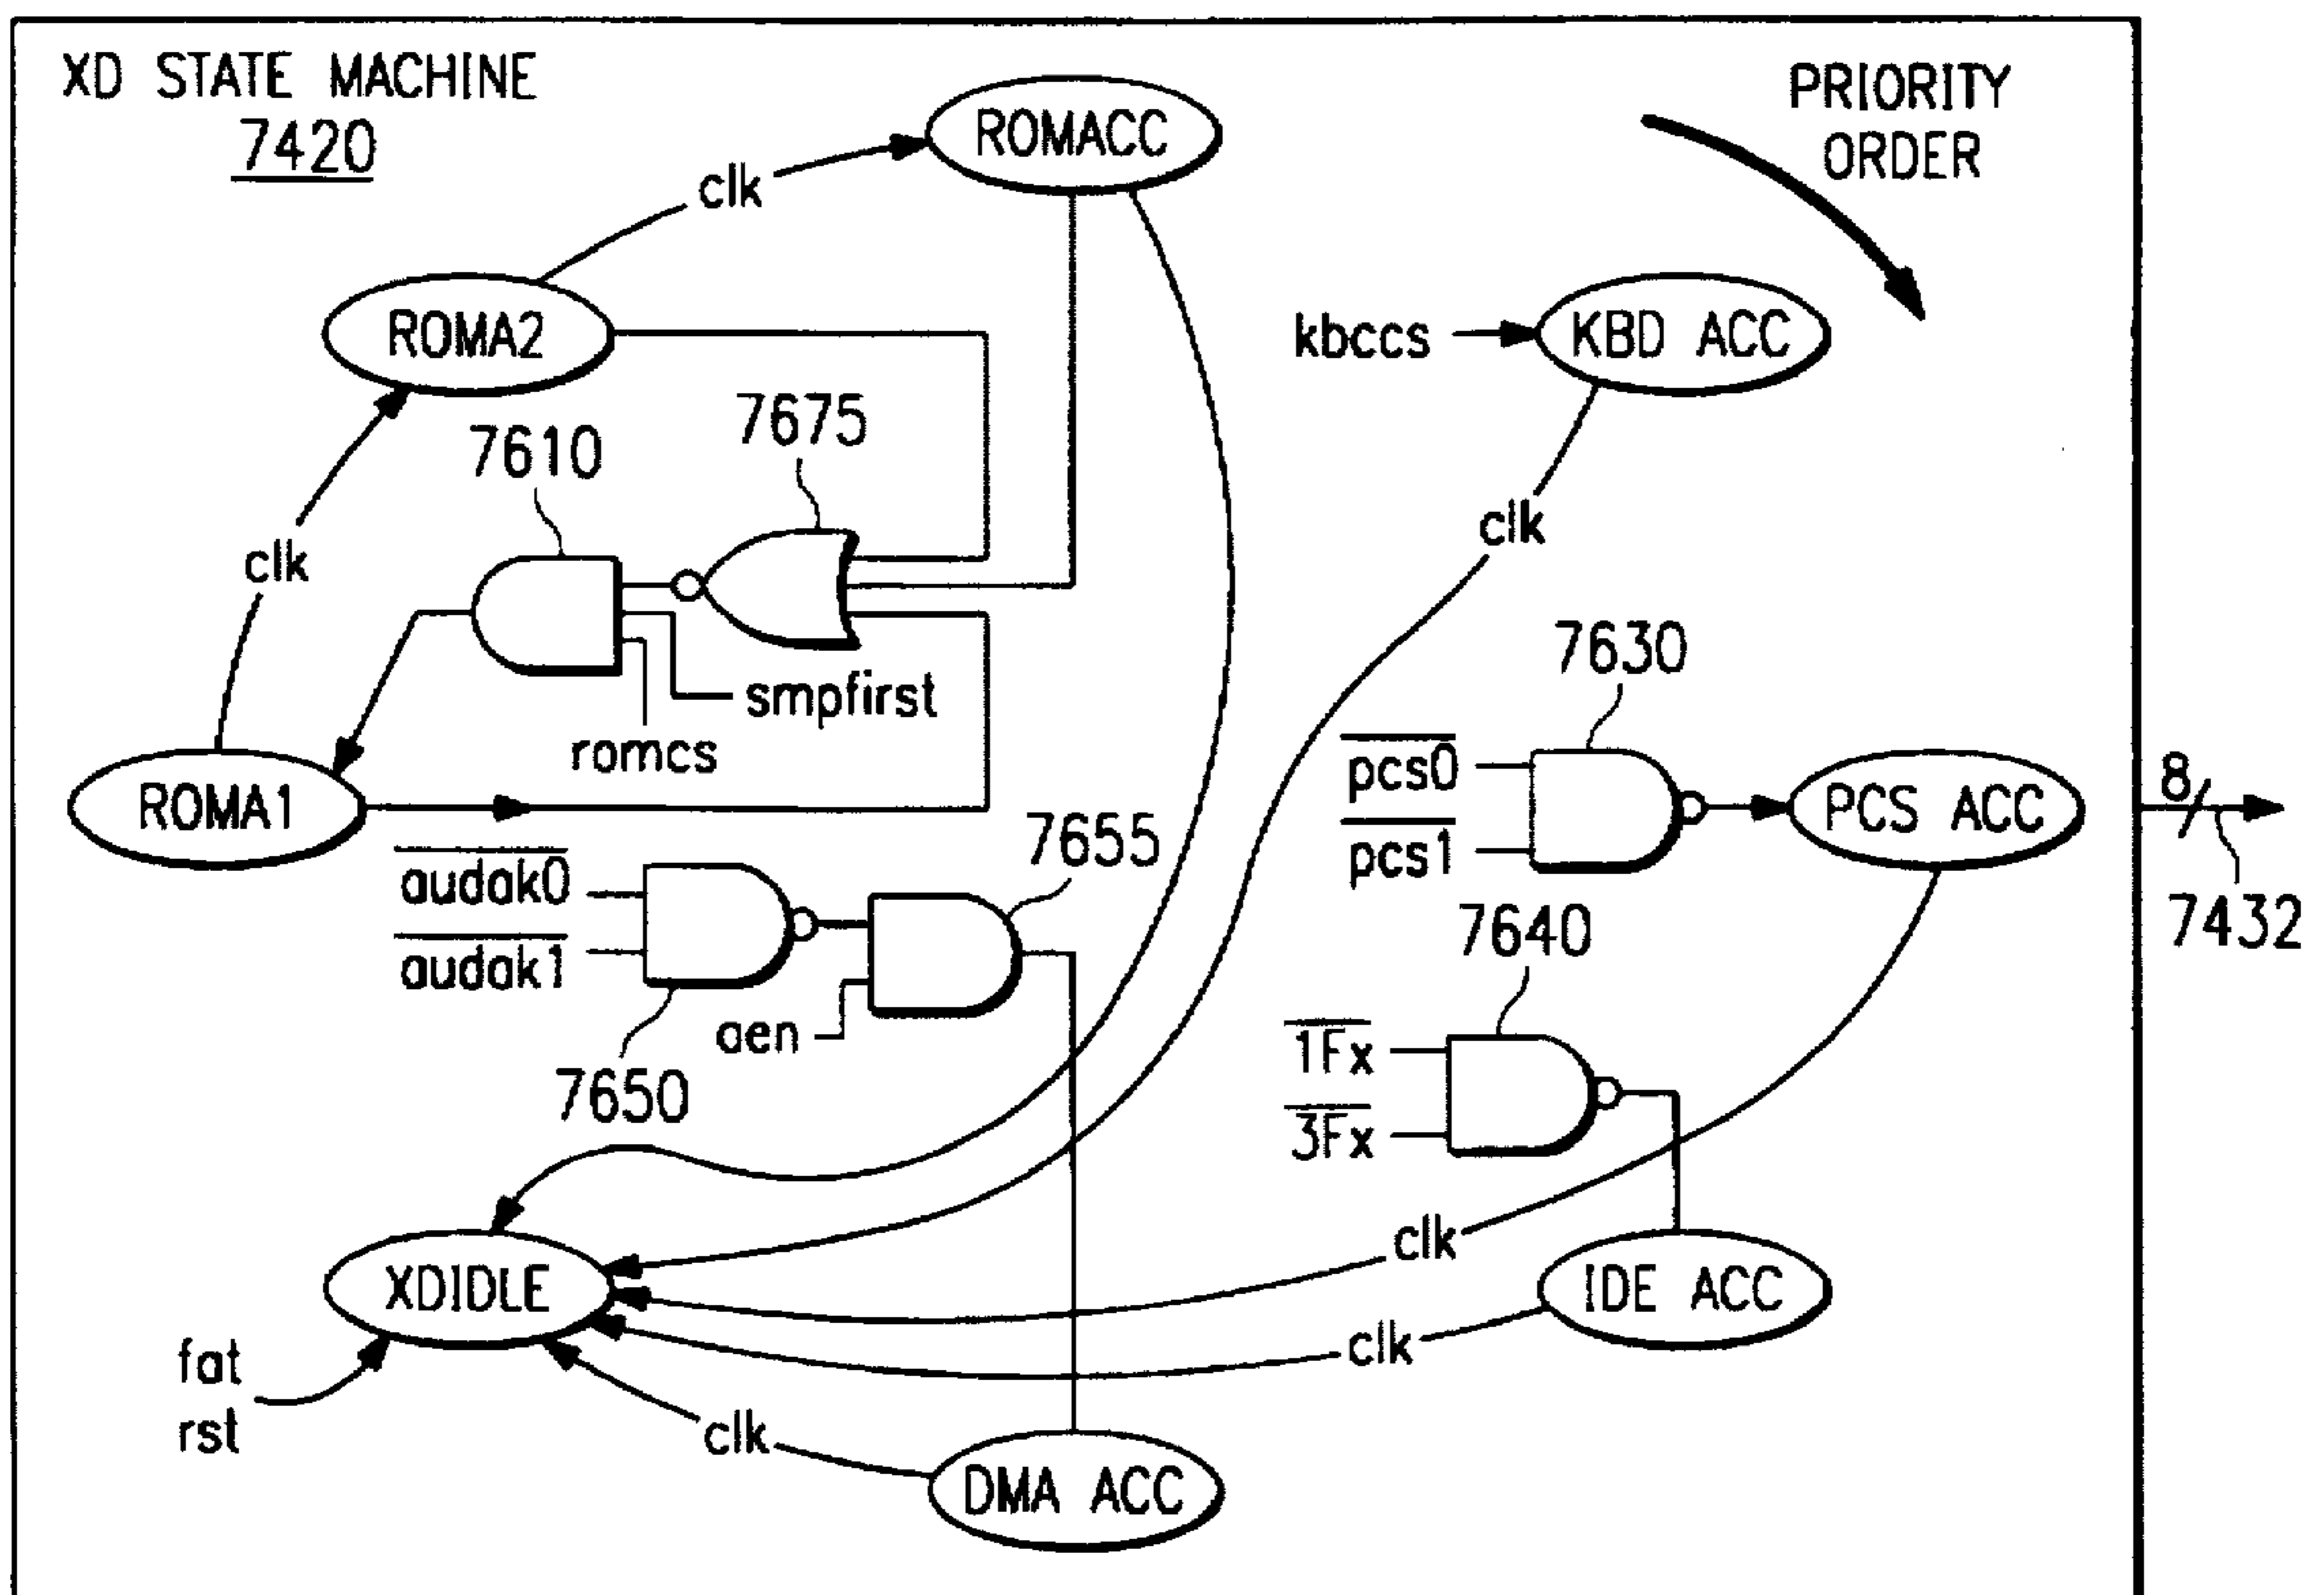 XD STATE MACHINE
7420
PRIORITY
ORDER
ROMACC
clk
ROMA2
kbccs
KBD ACC
7610
7675
clk
clk
smpfirst
romcs
7630
pcs0
pcs1
PCS ACC
8
7432
ROMA1
audak0
audak1
7655
aen
7650
7640
1Fx
3Fx
clk
XDIDLE
IDE ACC
clk
fat
rst
clk
DMA ACC